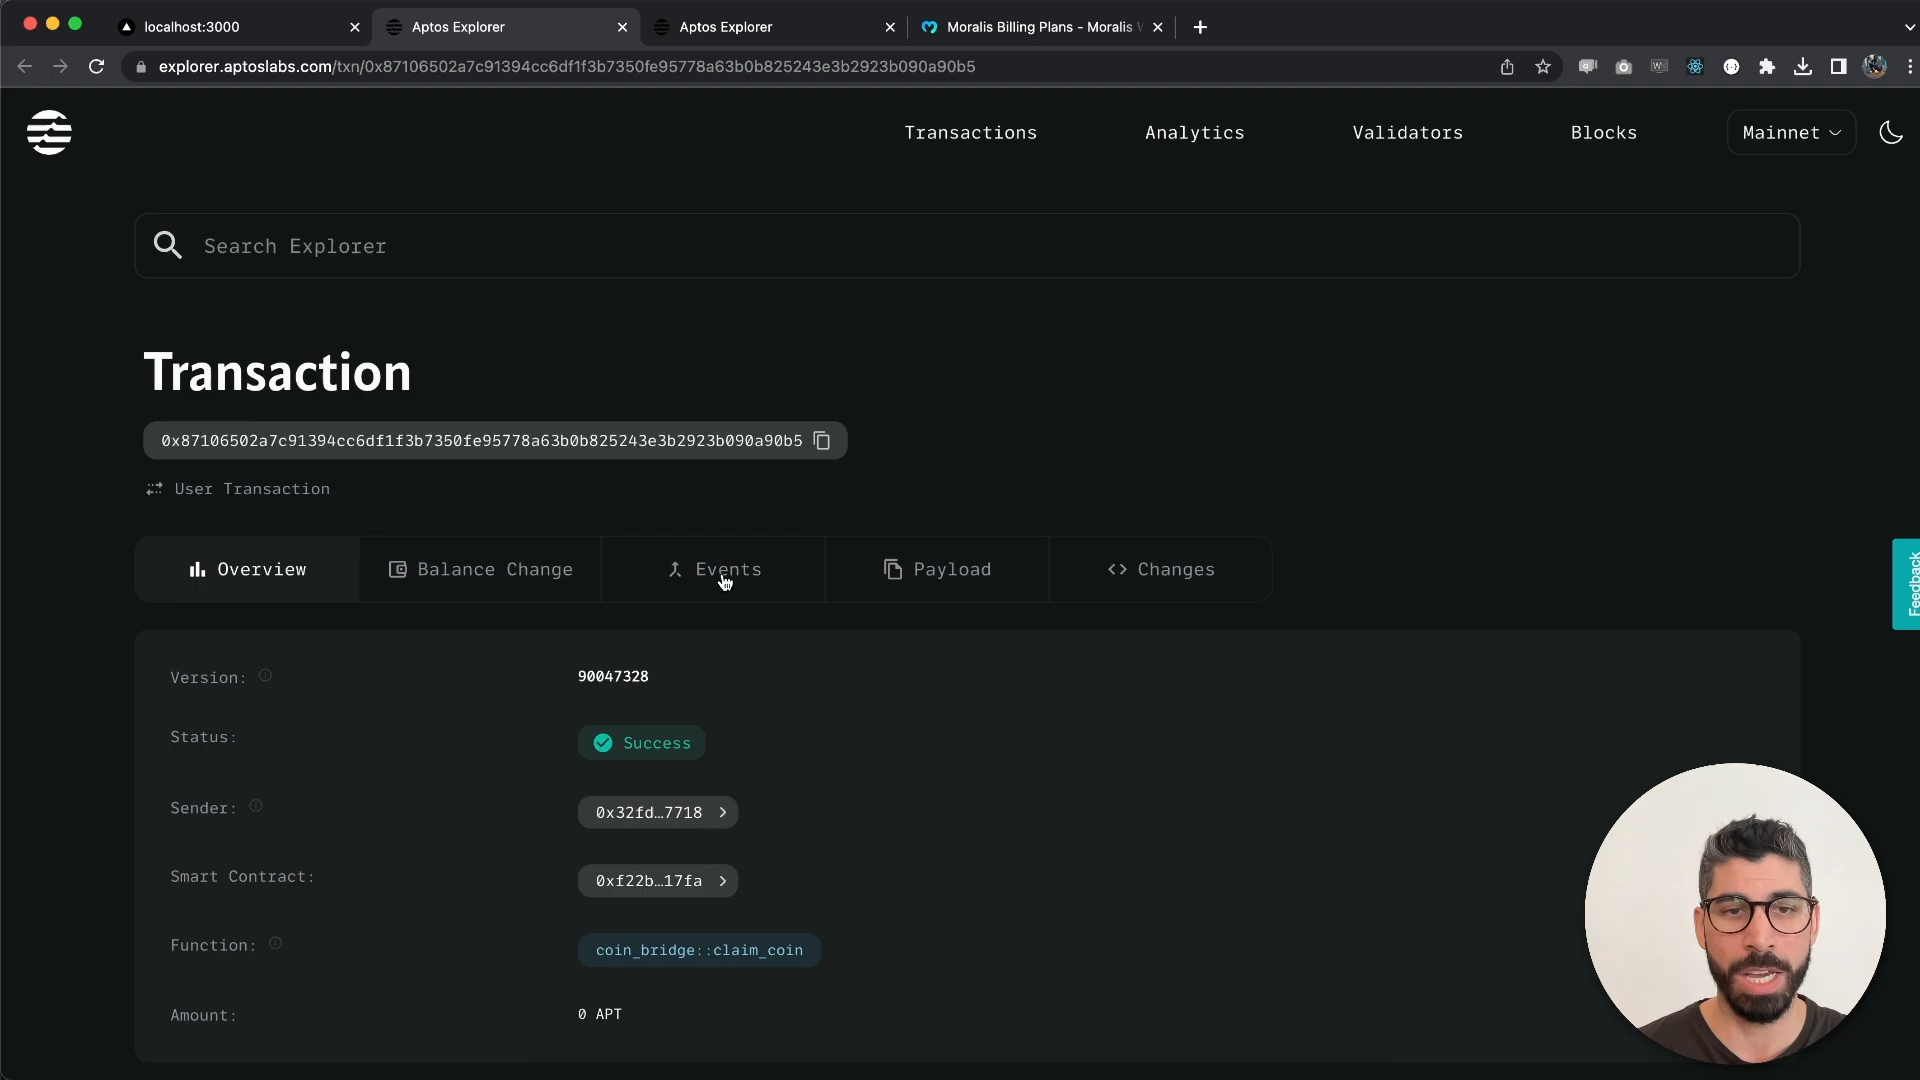 localhost:3000
Aptos Explorer
Aptos Explorer
Moralis Billing Plans - Moralis
explorer.aptoslabs.com/txn/0x87106502a7c91394cc6df1f3b7350fe95778a63b0b825243e3b2923b090a90b5
Transactions
Analytics
Validators
Blocks
Mainnet
Search Explorer
Transaction
0x87106502a7c91394cc6df1f3b7350fe95778a63b0b825243e3b2923b090a90b5
User Transaction
Overview
Balance Change
Events
Payload
Changes
Feedback
Version:
90047328
Status:
Success
Sender:
0x32fd…7718
Smart Contract:
0xf22b…17fa
Function:
coin_bridge::claim_coin
Amount:
0 APT